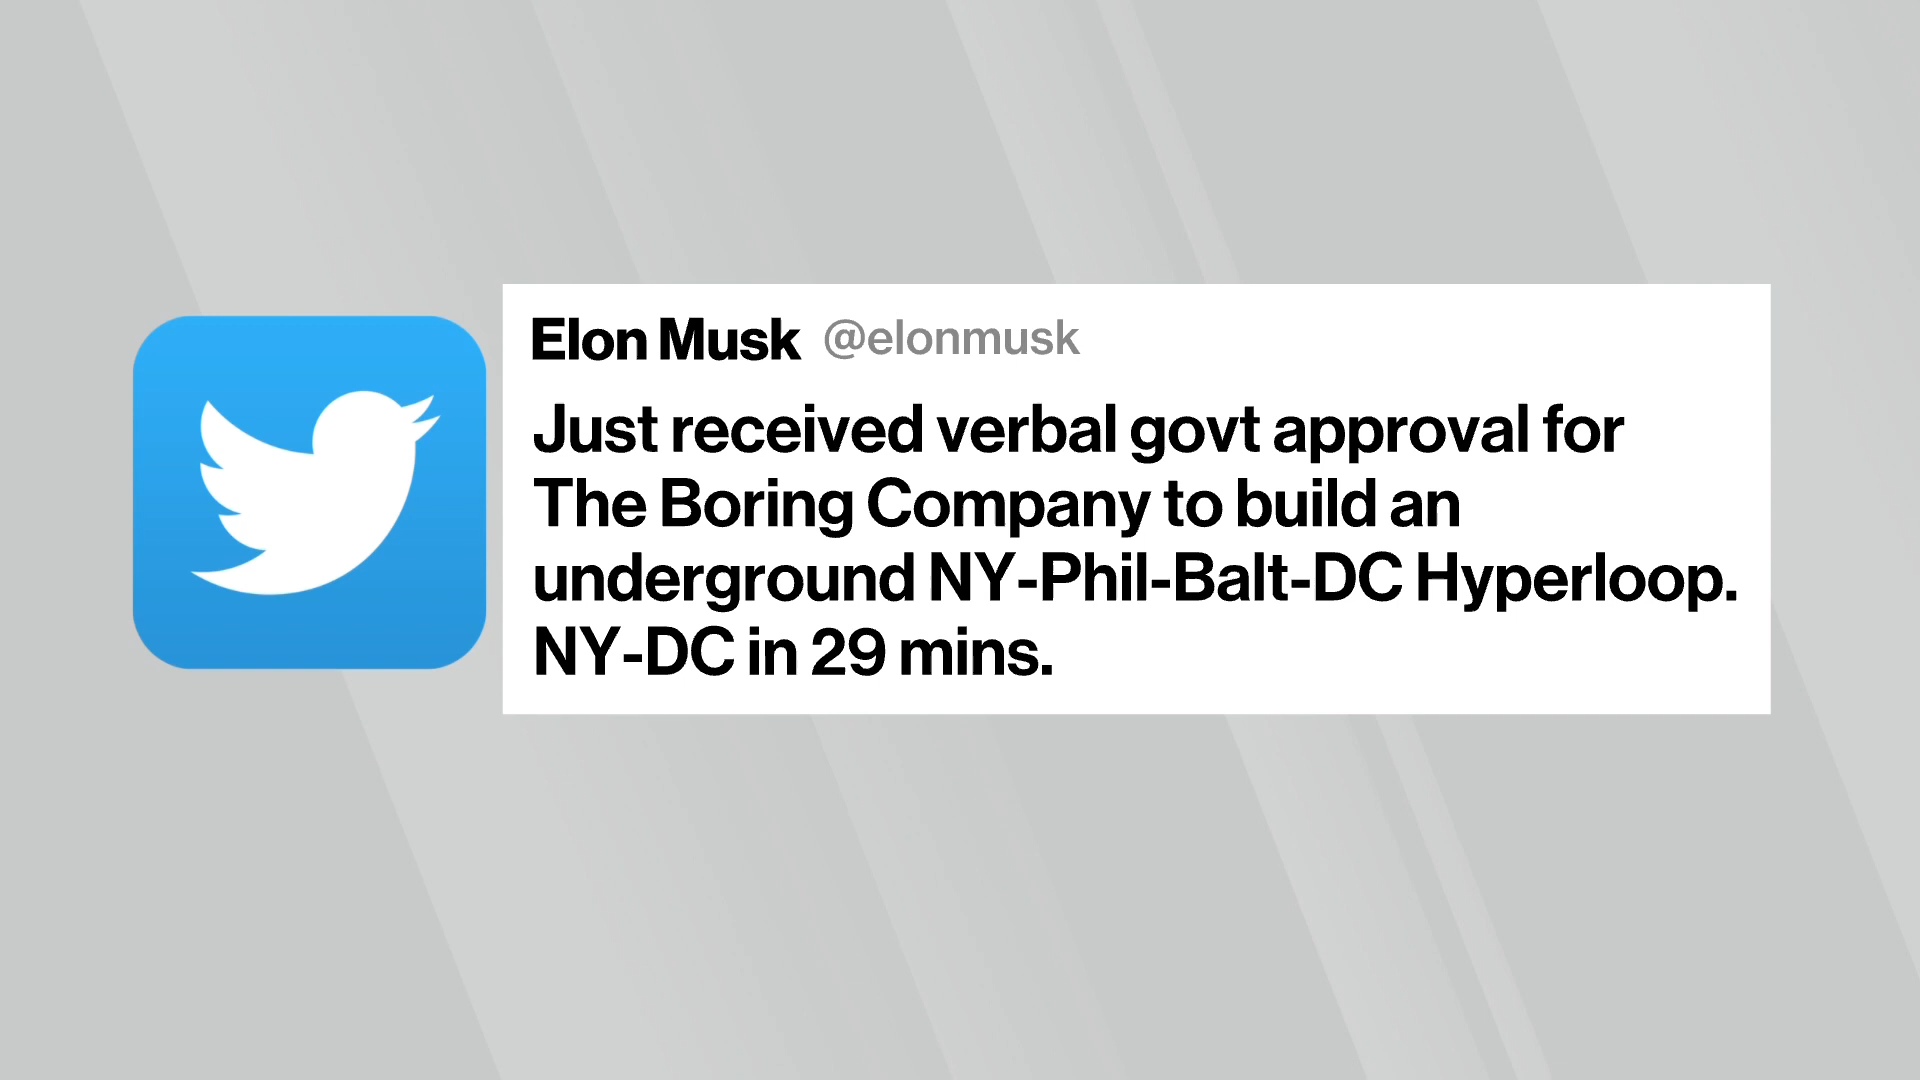 Elon Musk @elonmusk
Just received verbal govt approval for
The Boring Company to build an
underground NY-Phil-Balt-DC Hyperloop.
NY-DC in 29 mins.